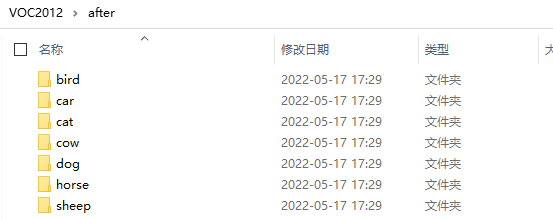 VOC2012 > after
名称 修改日期 类型 大
bird 2022-05-17 17:29 文件夹
car 2022-05-17 17:29 文件夹
cat 2022-05-17 17:29 文件夹
cow 2022-05-17 17:29 文件夹
dog 2022-05-17 17:29 文件夹
horse 2022-05-17 17:29 文件夹
sheep 2022-05-17 17:29 文件夹